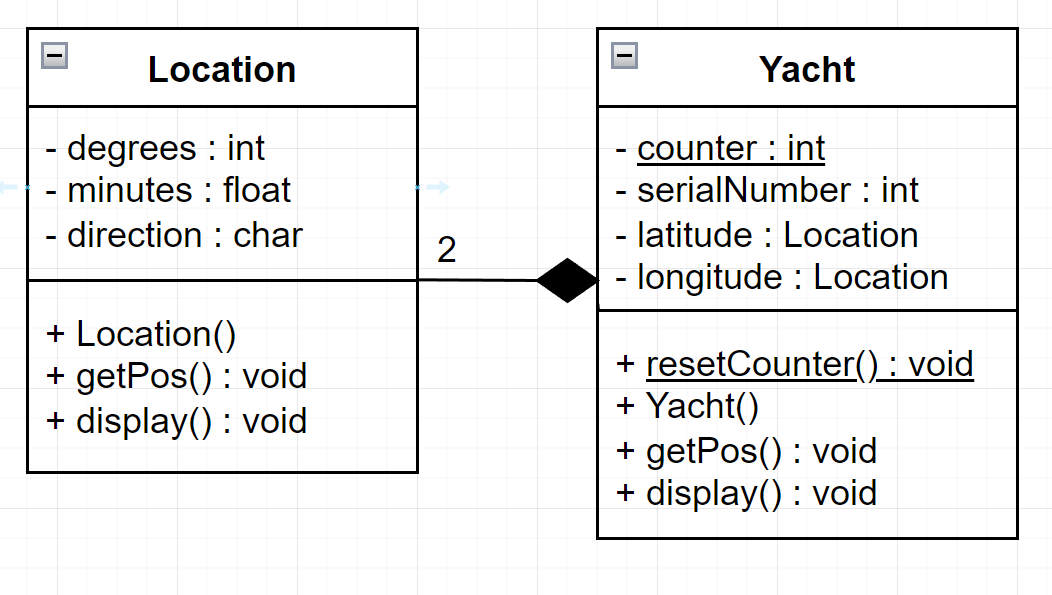 Location
- degrees : int
- minutes : float
- direction : char
+ Location()
+ getPos() : void
+ display() : void
2
Yacht
- counter : int
- serialNumber : int
- latitude : Location
- longitude : Location
+ resetCounter() : void
+ Yacht()
+ getPos() : void
+ display() : void